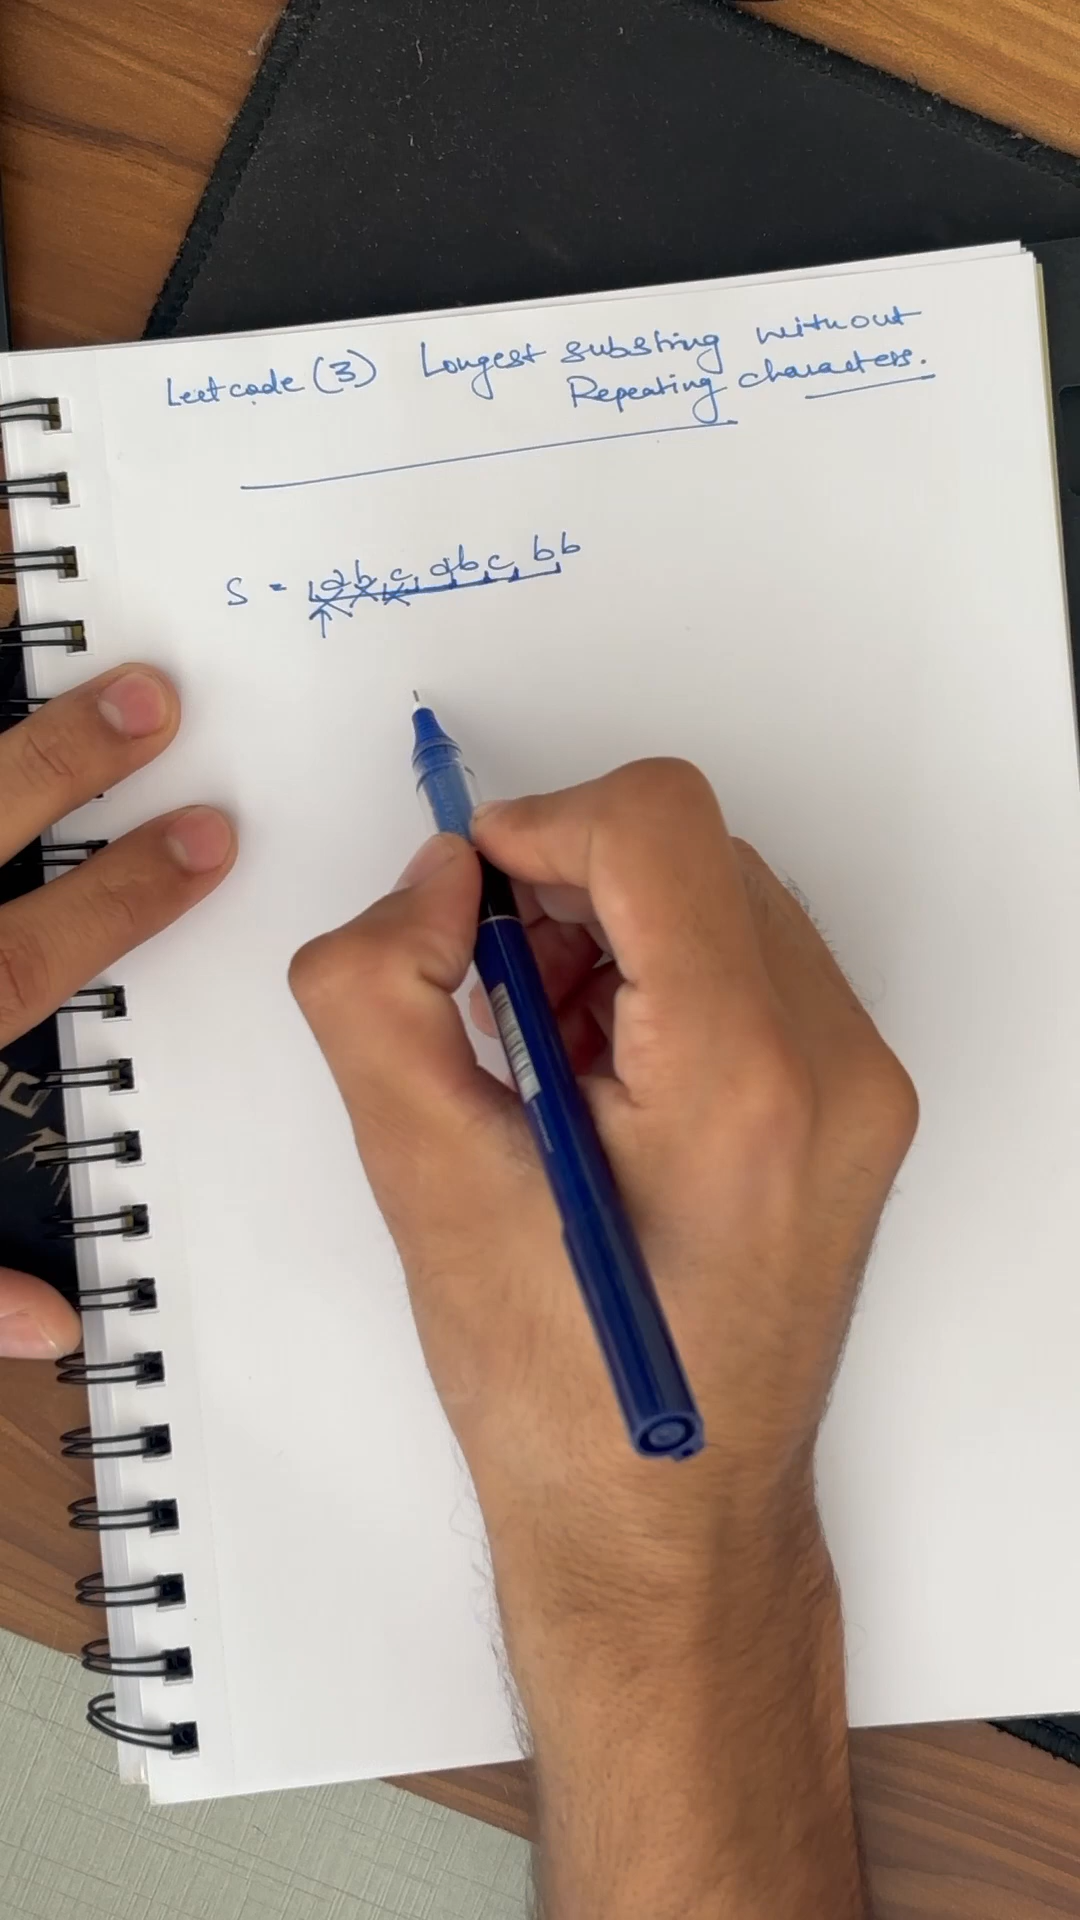 Leetcode (3) Longest substring without
Repeating characters.
S = abcabcbb